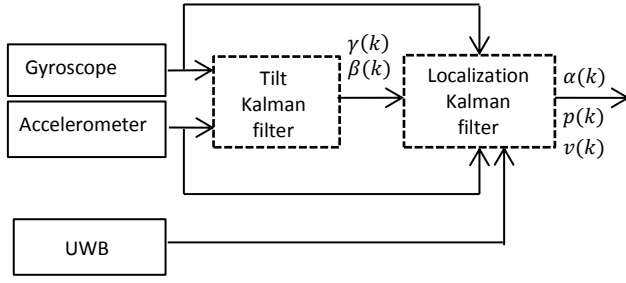 Gyroscope
Accelerometer
UWB
Tilt
Kalman
filter
γ(k)
β(k)
Localization
Kalman
filter
α(k)
p(k)
v(k)